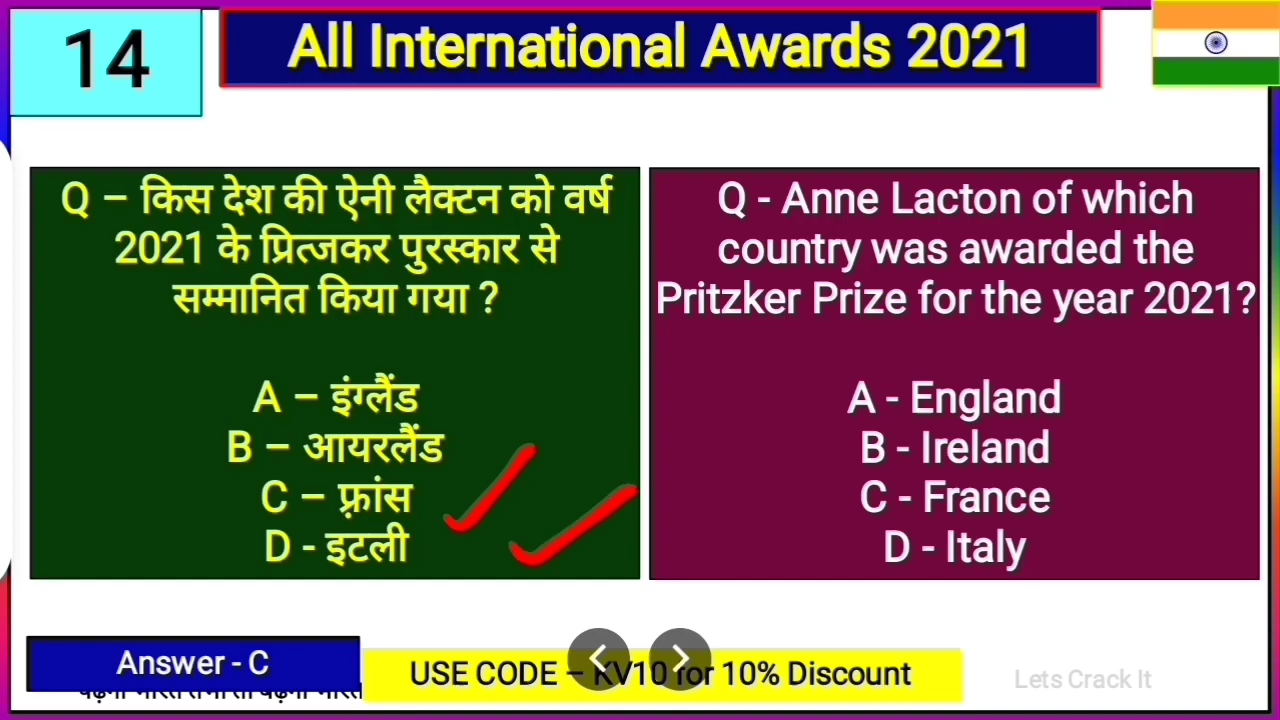 14
All International Awards 2021
Q – किस देश की ऐनी लैक्टन को वर्ष
2021 के प्रित्जकर पुरस्कार से
सम्मानित किया गया ?
A – इंग्लैंड
B – आयरलैंड
C – फ़्रांस
D - इटली
Q - Anne Lacton of which
country was awarded the
Pritzker Prize for the year 2021?
A - England
B - Ireland
C - France
D - Italy
Answer - C
USE CODE – KV10 for 10% Discount
Lets Crack It